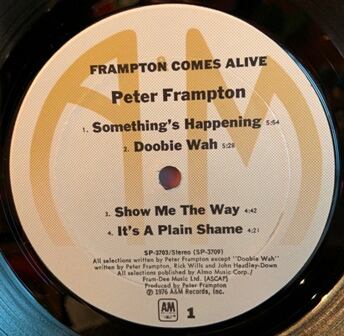 FRAMPTON COMES ALIVE
Peter Frampton
1. Something's Happening 5:54
2. Doobie Wah 5:28
3. Show Me The Way 4:42
4. It's A Plain Shame 4:21
SP-3703/Stereo (SP-3709)
All selections written by Peter Frampton except "Doobie Wah"
written by Peter Frampton, Rick Wills and John Headley-Down
All selections published by Almo Music Corp./
Fram-Dee Music Ltd. (ASCAP)
Produced by Peter Frampton
℗ 1976 A&M Records, Inc.
A&M
1